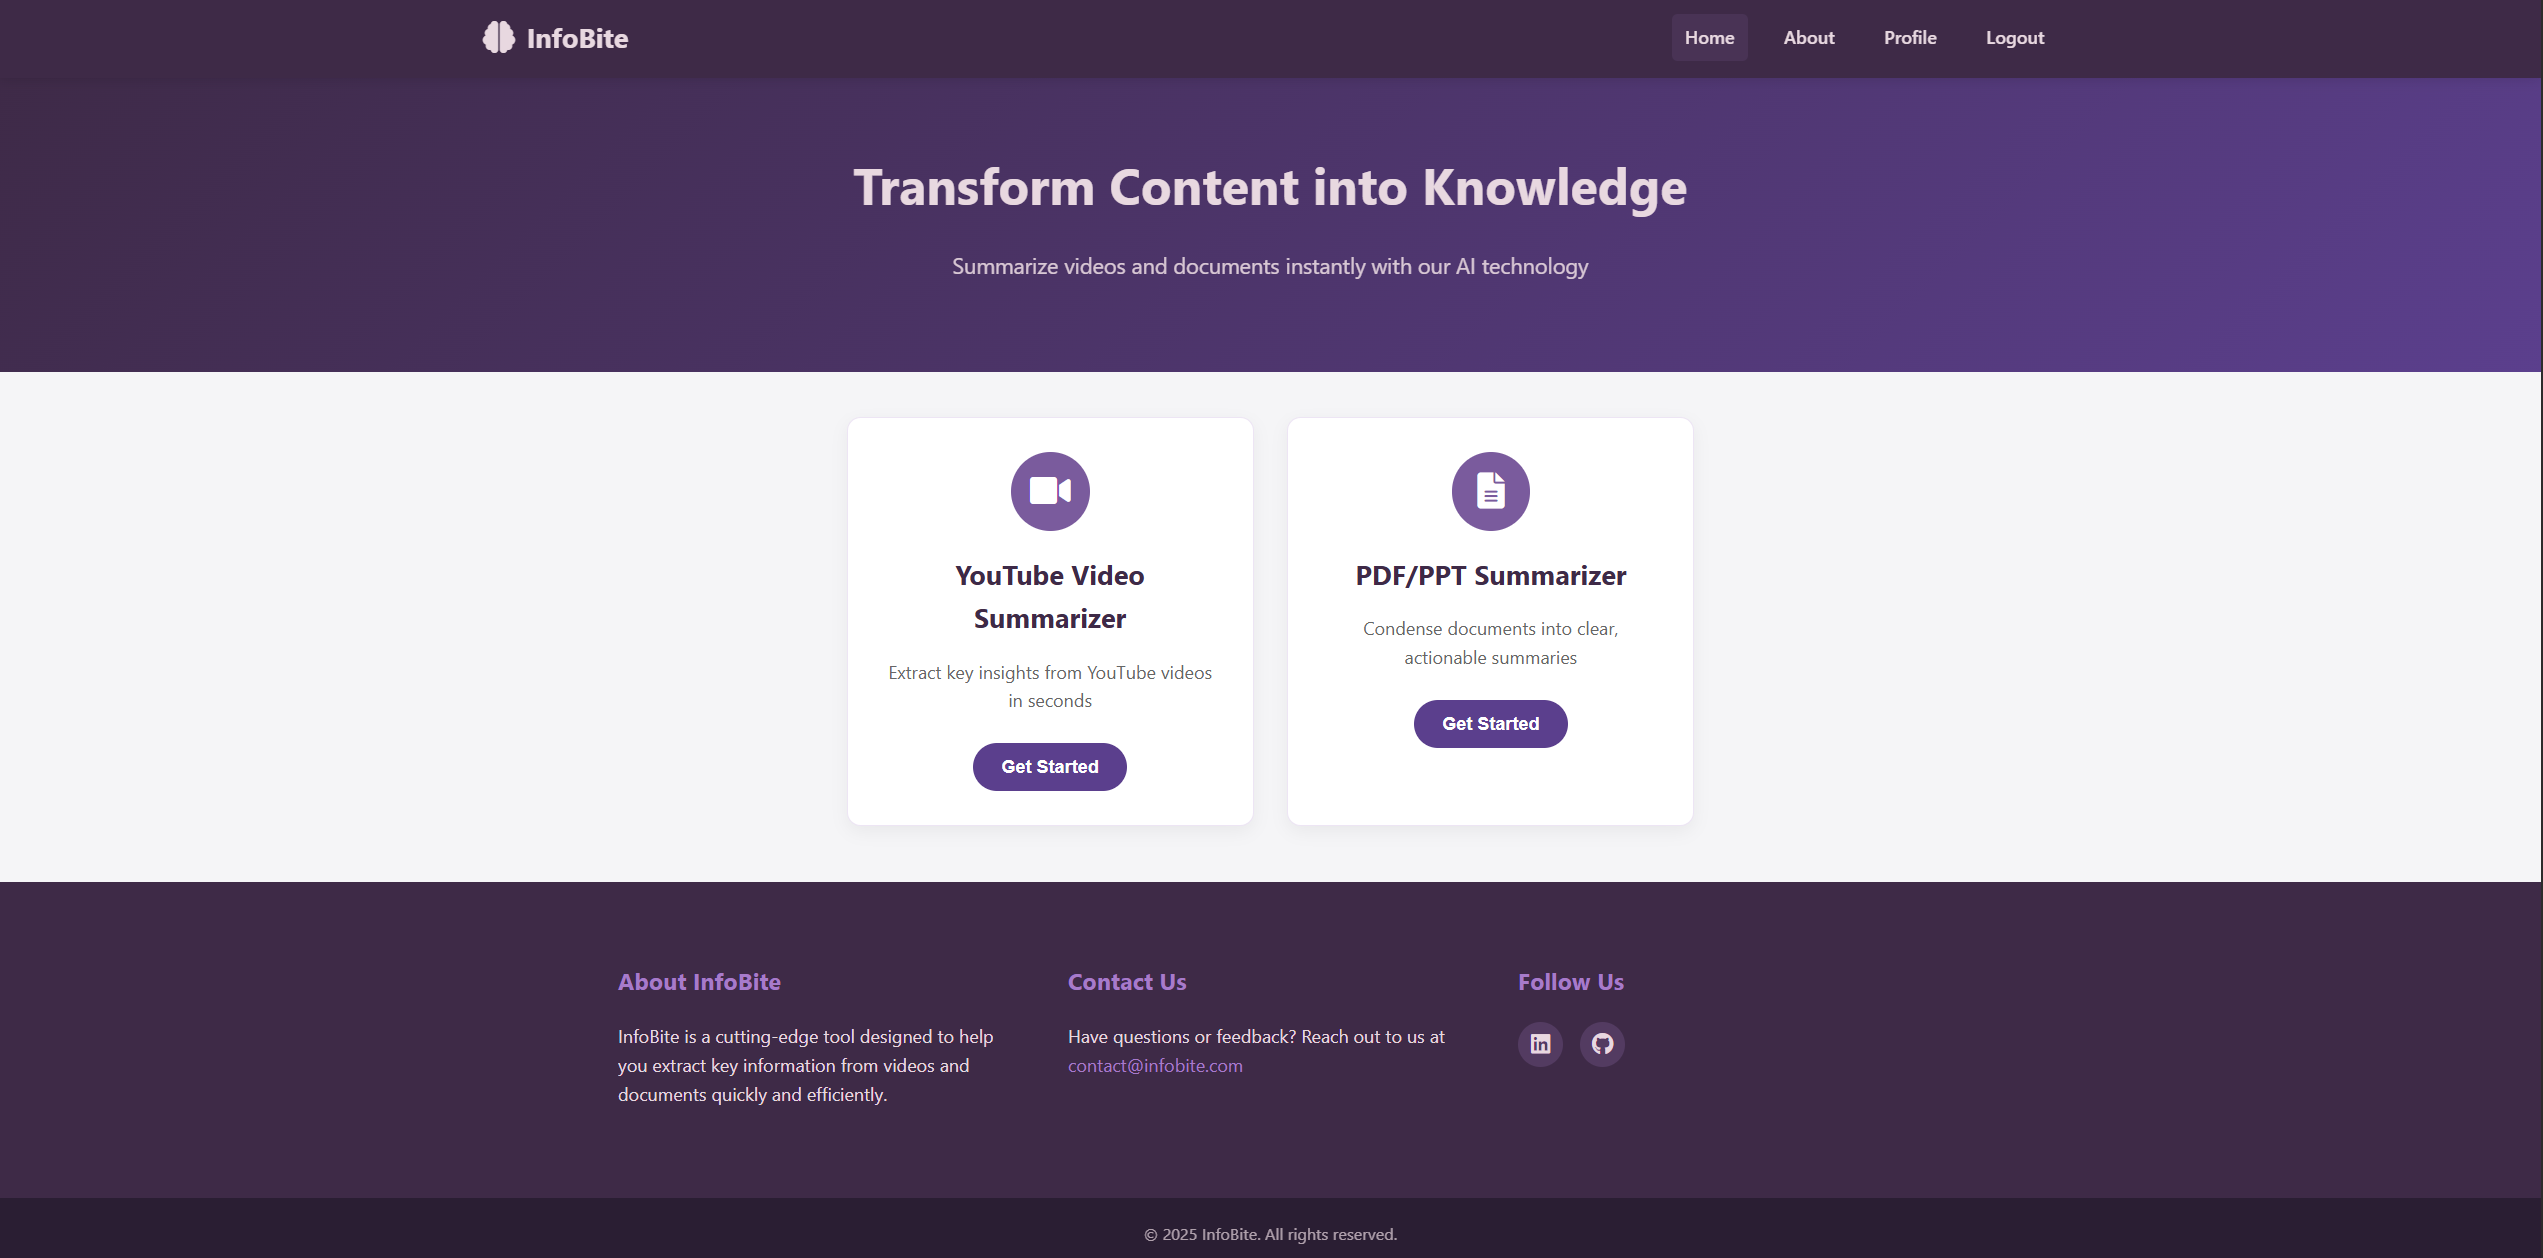 InfoBite
Home
About
Profile
Logout
Transform Content into Knowledge
Summarize videos and documents instantly with our AI technology
YouTube Video
Summarizer
Extract key insights from YouTube videos
in seconds
Get Started
PDF/PPT Summarizer
Condense documents into clear,
actionable summaries
Get Started
About InfoBite
InfoBite is a cutting-edge tool designed to help
you extract key information from videos and
documents quickly and efficiently.
Contact Us
Have questions or feedback? Reach out to us at
contact@infobite.com
Follow Us
in
© 2025 InfoBite. All rights reserved.